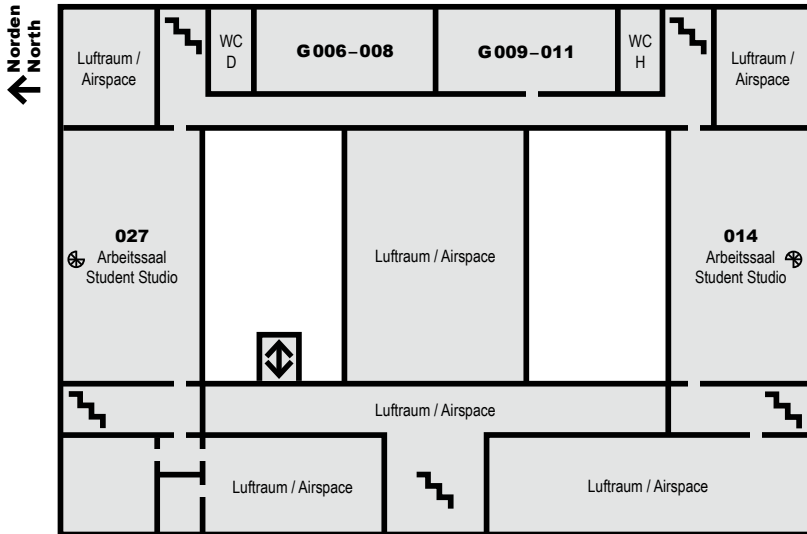 Norden
North
Luftraum /
Airspace
WC
D
G006–008
G009–011
WC
H
Luftraum /
Airspace
027
Arbeitssaal
Student Studio
Luftraum / Airspace
014
Arbeitssaal
Student Studio
Luftraum / Airspace
Luftraum / Airspace
Luftraum / Airspace